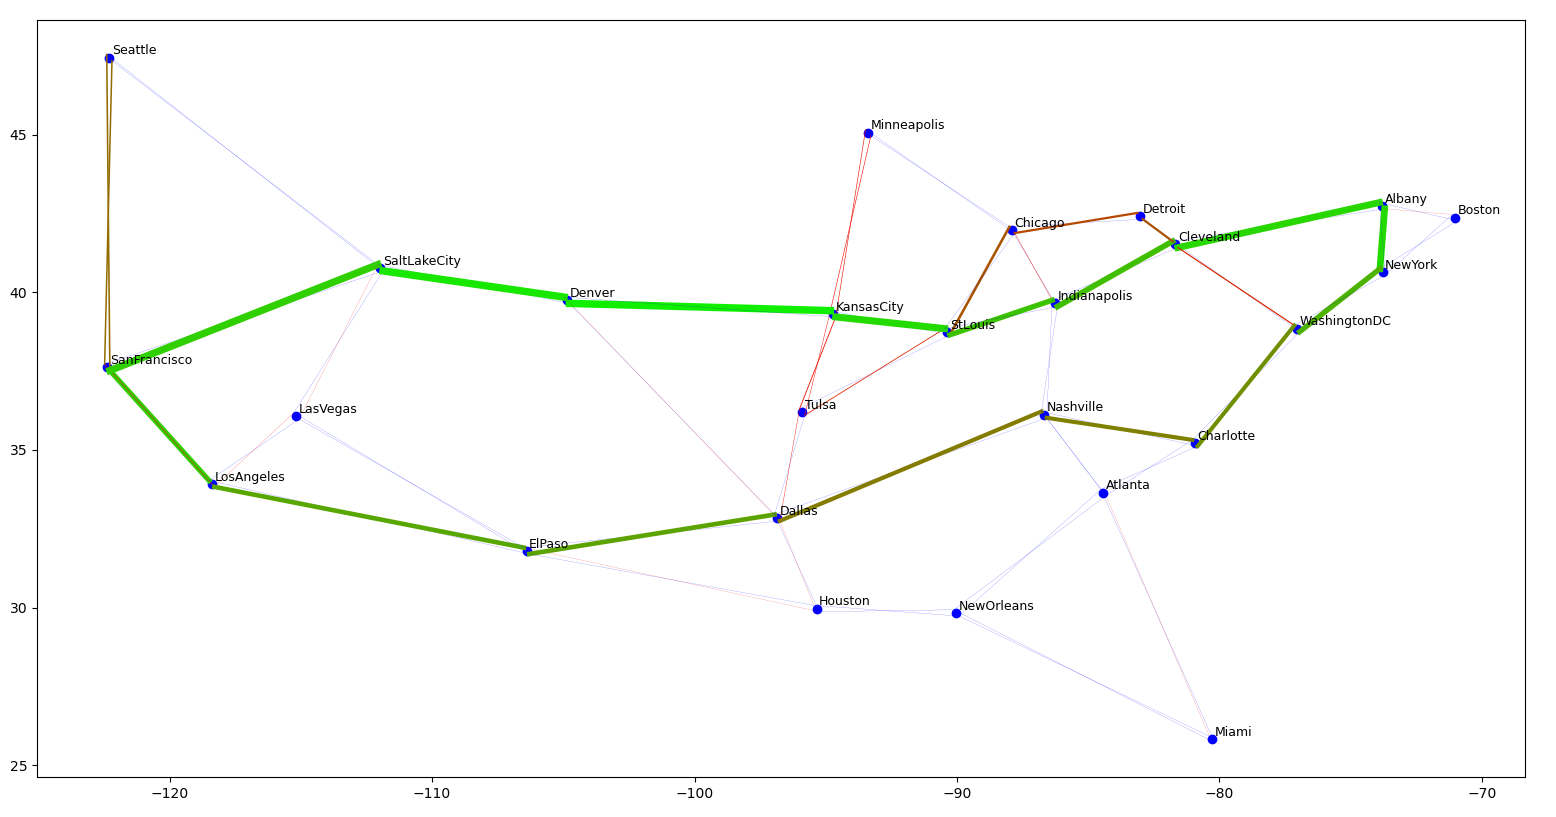 Seattle
45
Minneapolis
Albany
Detroit
Boston
Chicago
Cleveland
SaltLakeCity
NewYork
40
Denver
Indianapolis
KansasCity
WashingtonDC
StLouis
SanFrancisco
LasVegas
Tulsa
Nashville
35
Charlotte
LosAngeles
Atlanta
Dallas
ElPaso
30
Houston
NewOrleans
Miami
25
−120 −110 −100 −90 −80 −70